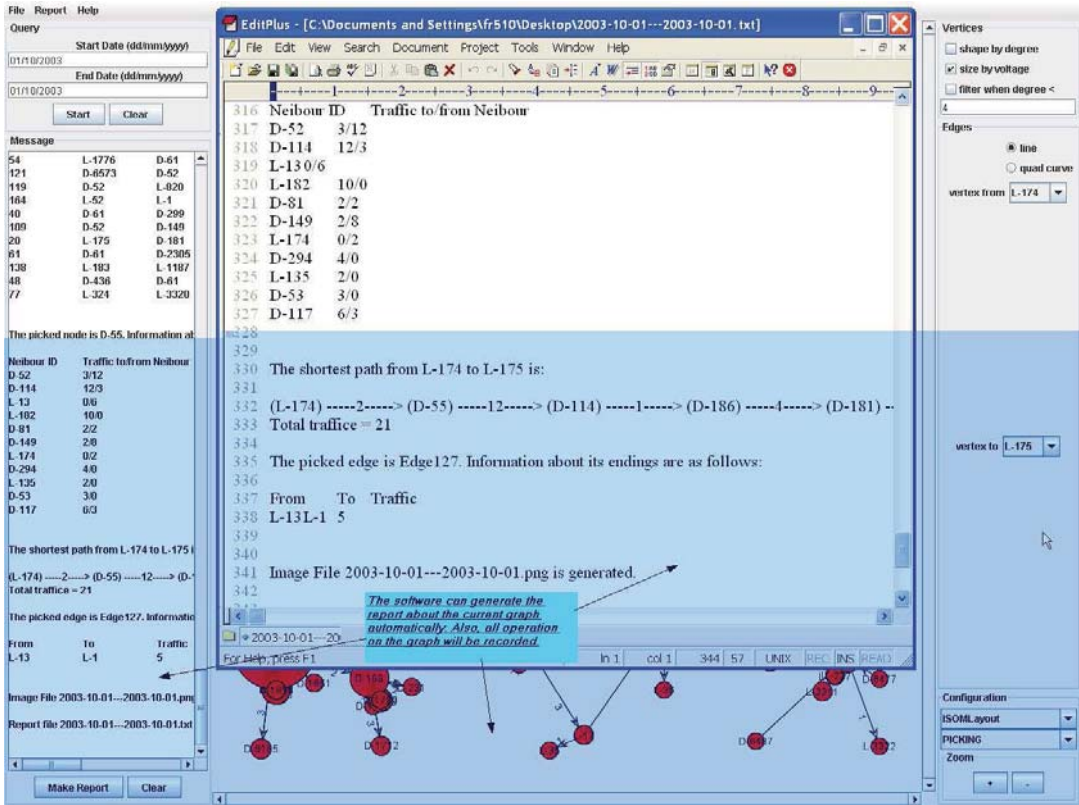 File Report Help
Query
Start Date (dd/mm/yyyy)
01/10/2003
End Date (dd/mm/yyyy)
01/10/2003
Start Clear
Message
54 L-1776 D-61
121 D-6573 D-52
119 D-52 L-820
164 L-52 L-1
40 D-61 D-299
109 D-52 D-149
20 L-175 D-181
61 D-61 D-2305
138 L-183 L-1187
48 D-436 D-61
77 L-324 L-3320
The picked node is D-55. Information ab
Neibour ID Traffic to/from Neibour
D-52 3/12
D-114 12/3
L-13 0/6
L-182 10/0
D-81 2/2
D-149 2/8
L-174 0/2
D-294 4/0
L-135 2/0
D-53 3/0
D-117 6/3
The shortest path from L-174 to L-175 i
(L-174) -----2-----> (D-55) -----12-----> (D-
Total traffice = 21
The picked edge is Edge127. Informatio
From To Traffic
L-13 L-1 5
Image File 2003-10-01---2003-10-01.png
Report file 2003-10-01---2003-10-01.txt
Make Report Clear
EditPlus - [C:\Documents and Settings\fr510\Desktop\2003-10-01---2003-10-01.txt]
File Edit View Search Document Project Tools Window Help
----+----1----+----2----+----3----+----4----+----5----+----6----+----7----+----8----+----9---
316 Neibour ID Traffic to/from Neibour
317 D-52 3/12
318 D-114 12/3
319 L-13 0/6
320 L-182 10/0
321 D-81 2/2
322 D-149 2/8
323 L-174 0/2
324 D-294 4/0
325 L-135 2/0
326 D-53 3/0
327 D-117 6/3
328
329
330 The shortest path from L-174 to L-175 is:
331
332 (L-174) -----2-----> (D-55) -----12-----> (D-114) -----1-----> (D-186) -----4-----> (D-181) --
333 Total traffice = 21
334
335 The picked edge is Edge127. Information about its endings are as follows:
336
337 From To Traffic
338 L-13 L-1 5
339
340
341 Image File 2003-10-01---2003-10-01.png is generated.
342
The software can generate the
report about the current graph
automatically. Also, all operation
on the graph will be recorded.
2003-10-01---20
For Help, press F1 ln 1 col 1 344 57 UNIX REC INS READ
Vertices
shape by degree
size by voltage
filter when degree <
4
Edges
line
quad curve
vertex from L-174
vertex to L-175
Configuration
ISOMLayout
PICKING
Zoom
+ -